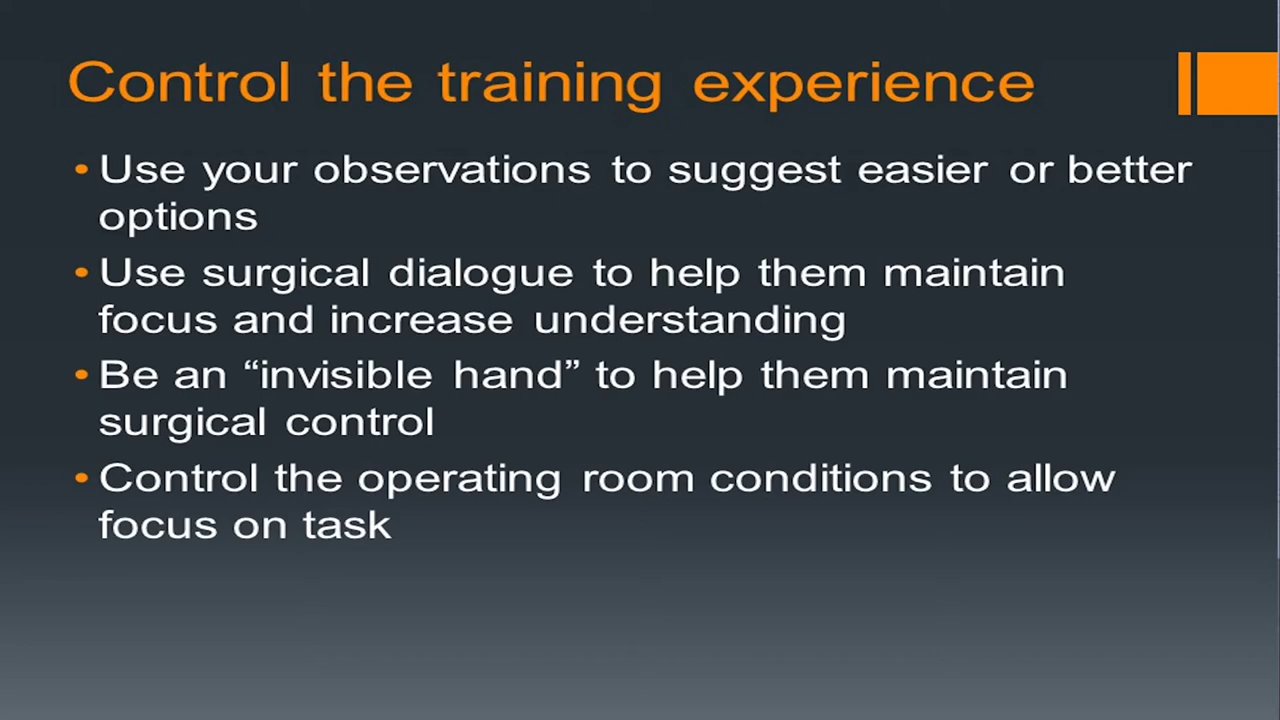 Control the training experience
• Use your observations to suggest easier or better
options
• Use surgical dialogue to help them maintain
focus and increase understanding
• Be an “invisible hand” to help them maintain
surgical control
• Control the operating room conditions to allow
focus on task